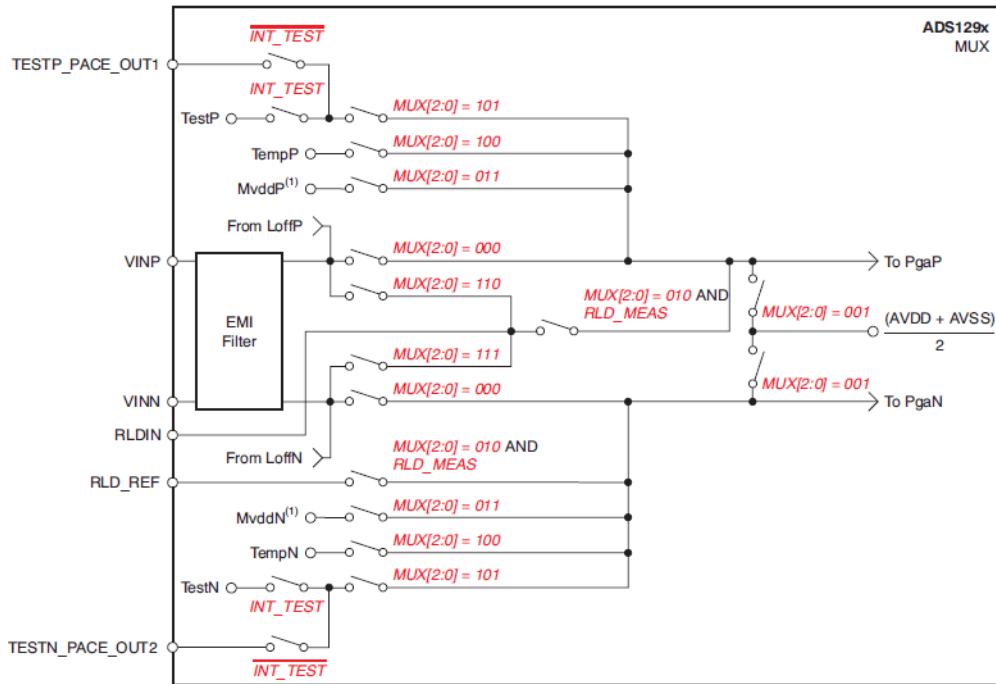 ADS129x
MUX
INT_TEST
TESTP_PACE_OUT1
INT_TEST
TestP
MUX[2:0] = 101
TempP
MUX[2:0] = 100
MvddP(1)
MUX[2:0] = 011
From LoffP
MUX[2:0] = 000
VINP
To PgaP
MUX[2:0] = 110
MUX[2:0] = 010 AND
RLD_MEAS
MUX[2:0] = 001
(AVDD + AVSS)
2
EMI
Filter
MUX[2:0] = 111
MUX[2:0] = 001
MUX[2:0] = 000
VINN
To PgaN
RLDIN
From LoffN
MUX[2:0] = 010 AND
RLD_MEAS
RLD_REF
MvddN(1)
MUX[2:0] = 011
TempN
MUX[2:0] = 100
TestN
MUX[2:0] = 101
INT_TEST
TESTN_PACE_OUT2
INT_TEST